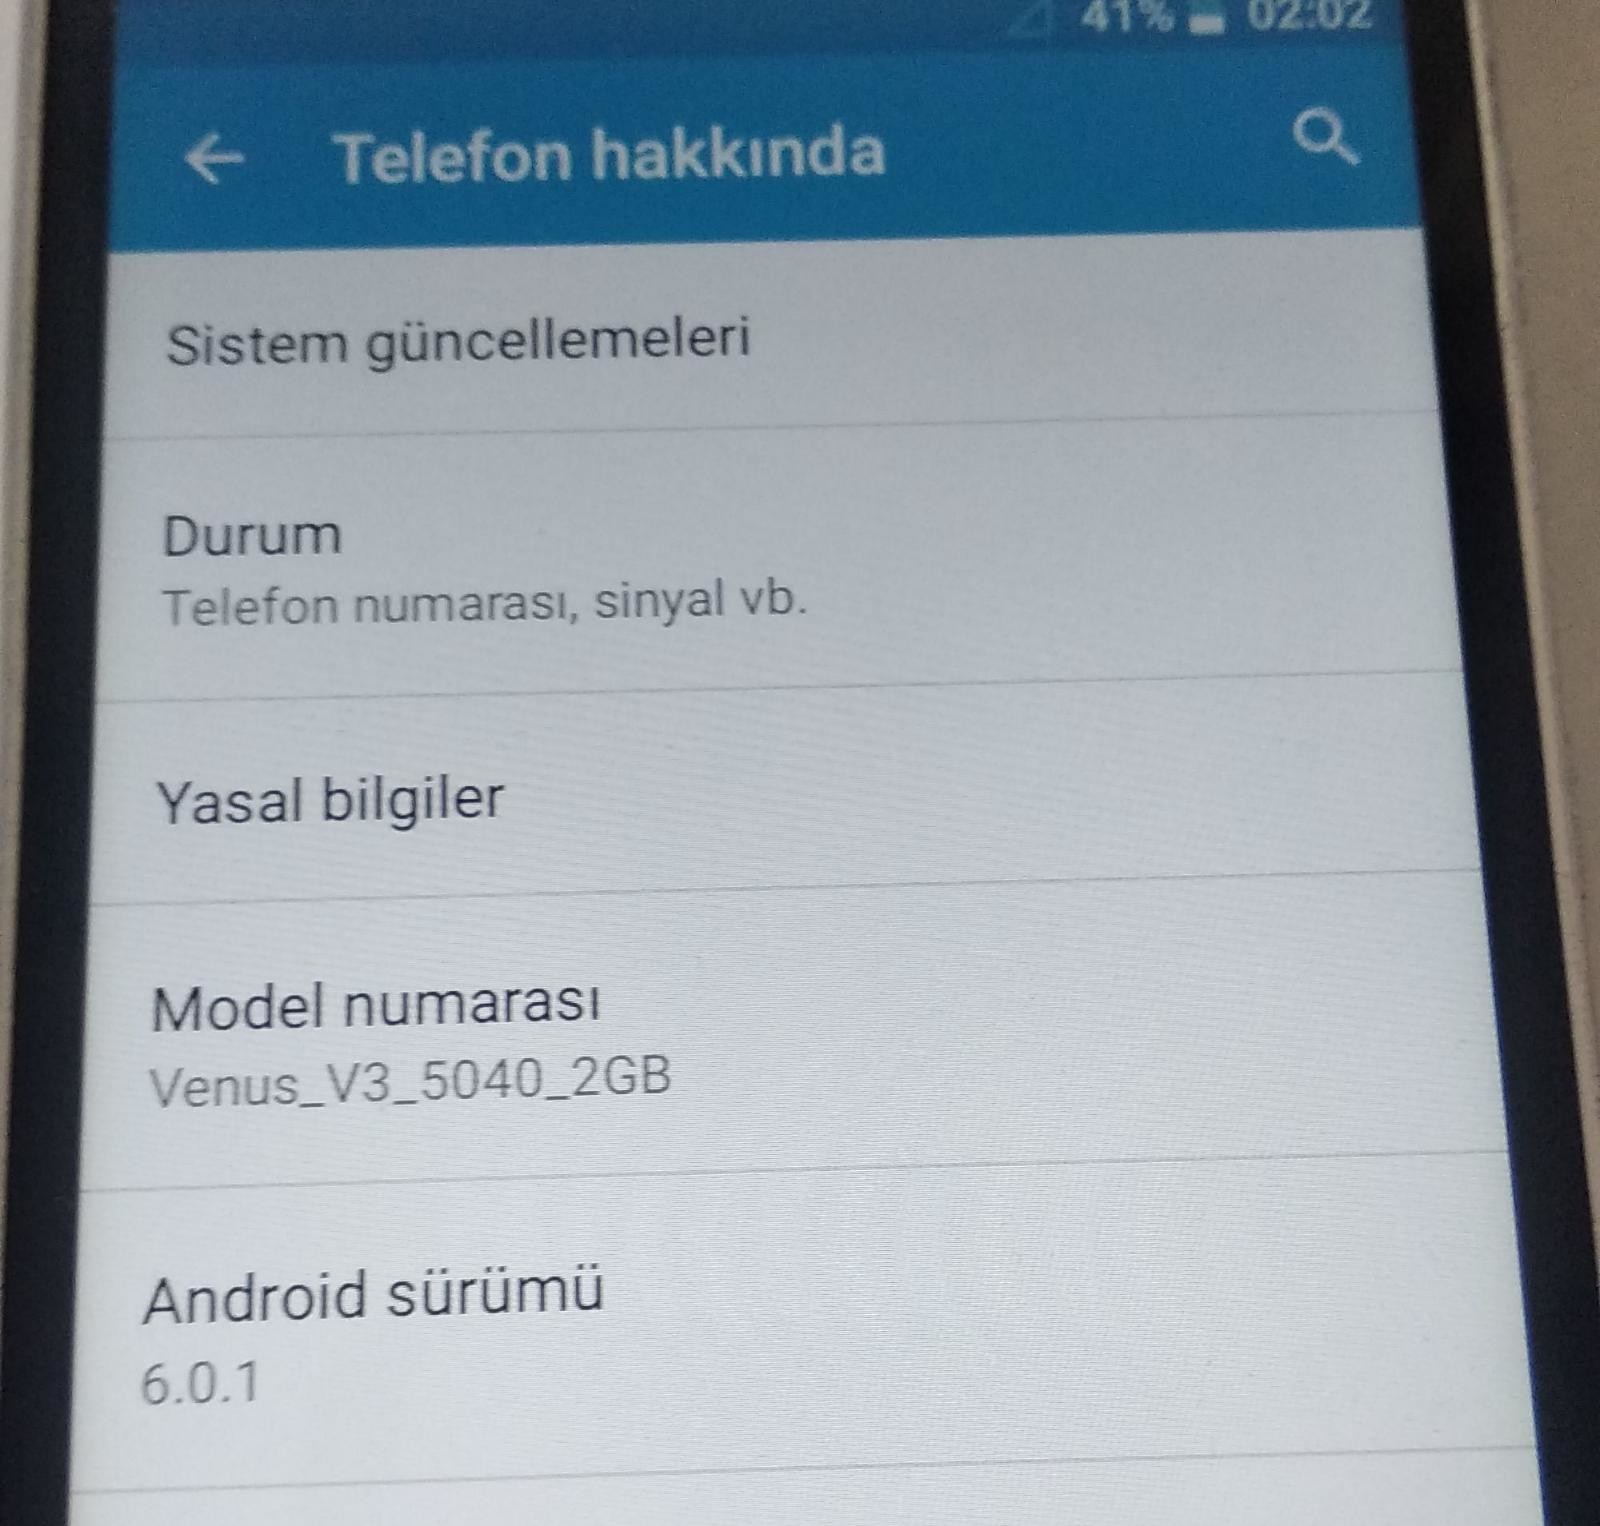 41% 02:02
Telefon hakkında
Sistem güncellemeleri
Durum
Telefon numarası, sinyal vb.
Yasal bilgiler
Model numarası
Venus_V3_5040_2GB
Android sürümü
6.0.1